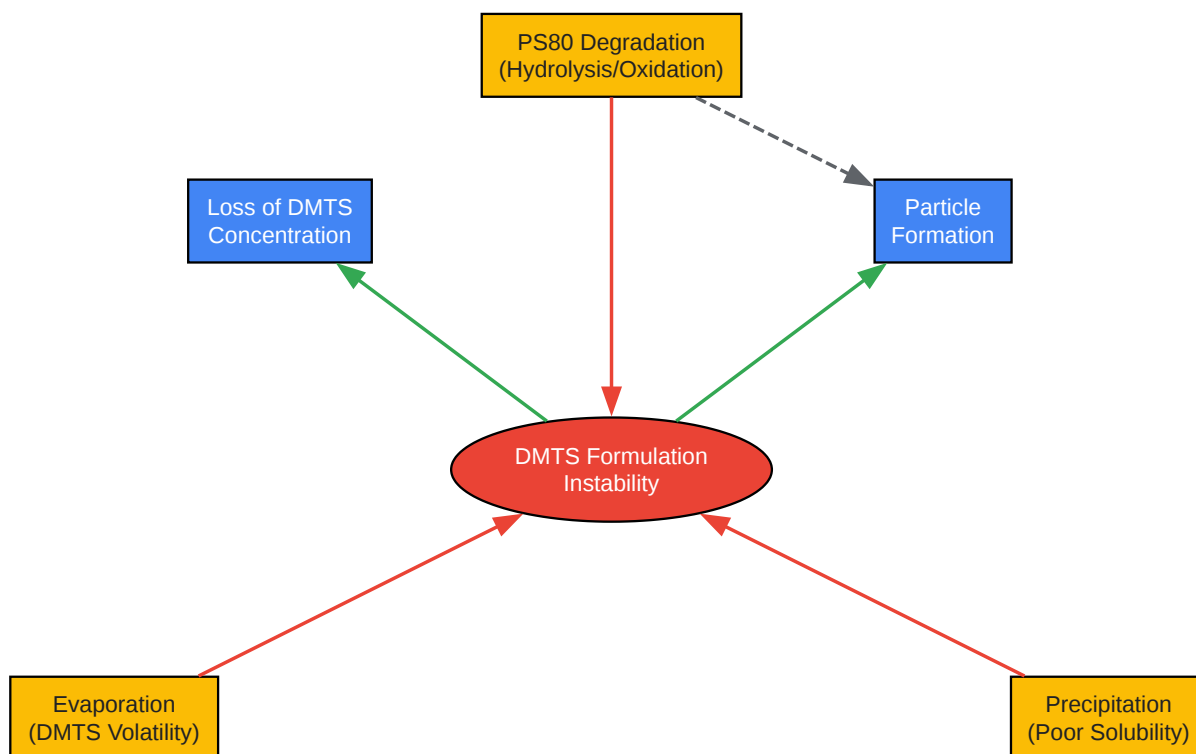 PS80 Degradation
(Hydrolysis/Oxidation)
Loss of DMTS
Concentration
Particle
Formation
DMTS Formulation
Instability
Evaporation
(DMTS Volatility)
Precipitation
(Poor Solubility)